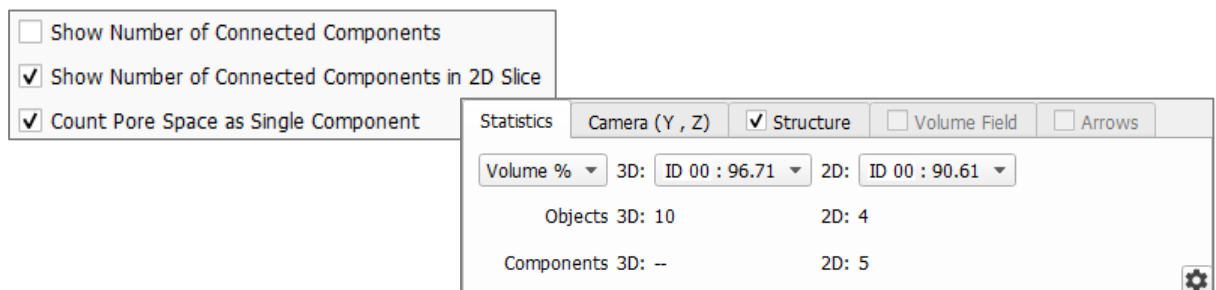 Show Number of Connected Components
Show Number of Connected Components in 2D Slice
Count Pore Space as Single Component
Statistics Camera (Y , Z) Structure Volume Field Arrows
Volume % 3D: ID 00 : 96.71 2D: ID 00 : 90.61
Objects 3D: 10 2D: 4
Components 3D: -- 2D: 5